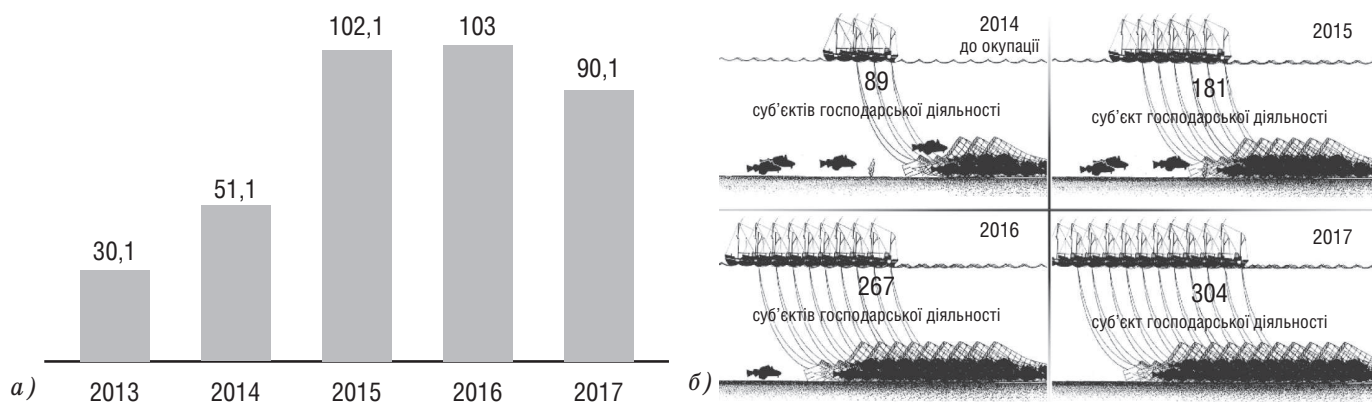 30,1
51,1
102,1
103
90,1
а)
2013
2014
2015
2016
2017
2014
до окупації
89
суб’єктів господарської діяльності
2015
181
суб’єкт господарської діяльності
2016
267
суб’єктів господарської діяльності
2017
304
суб’єкт господарської діяльності
б)